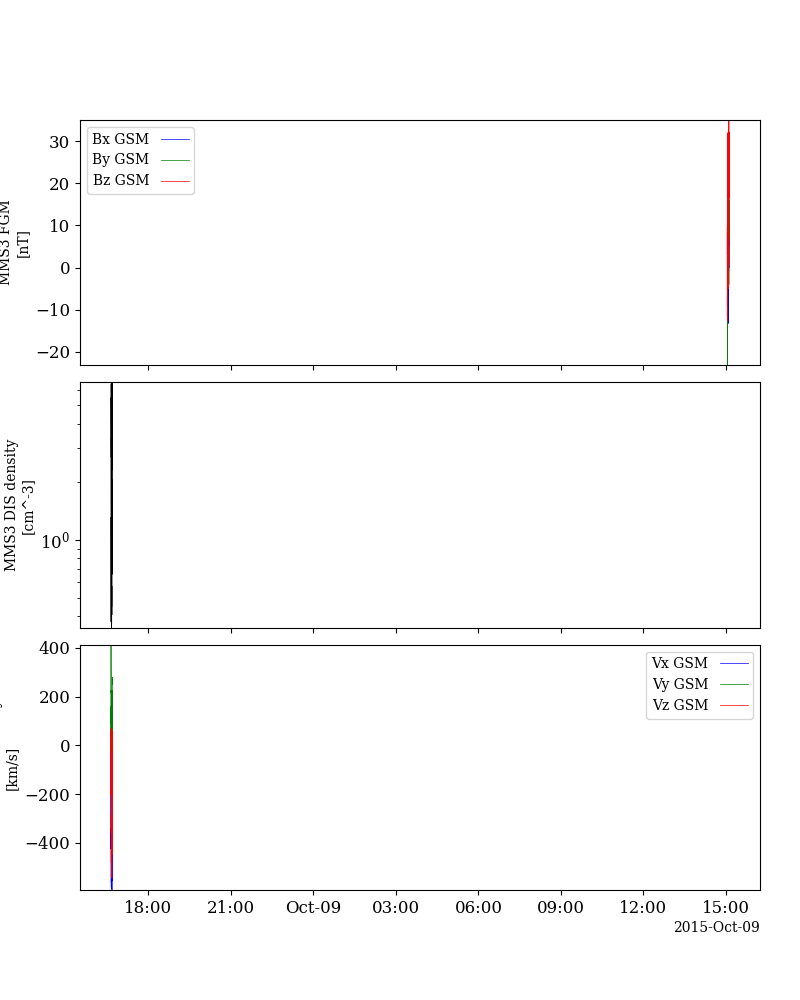 Bx GSM
By GSM
Bz GSM
30
20
10
0
−10
−20
MMS3 FGM
[nT]
10^0
MMS3 DIS density
[cm^-3]
Vx GSM
Vy GSM
Vz GSM
400
200
0
−200
−400
[km/s]
18:00
21:00
Oct-09
03:00
06:00
09:00
12:00
15:00
2015-Oct-09